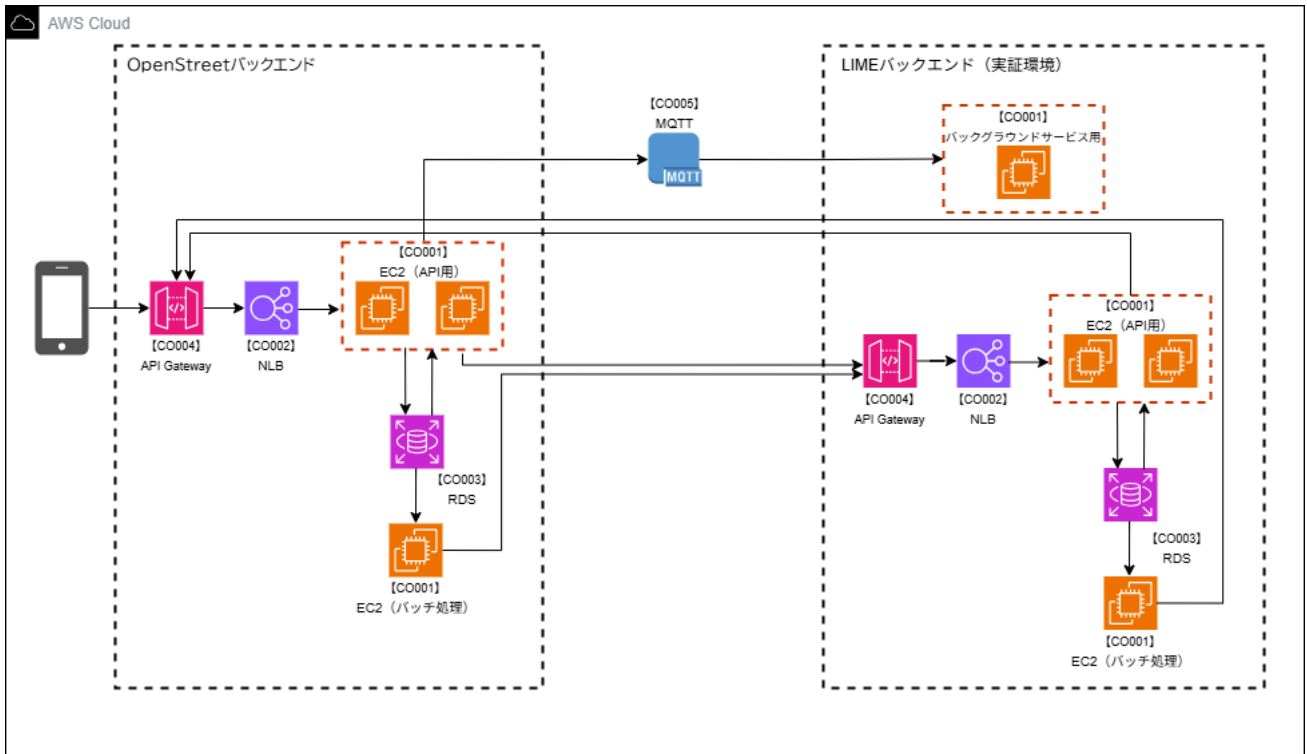 AWS Cloud
OpenStreetバックエンド
LIMEバックエンド（実証環境）
【CO005】
MQTT
MQTT
【CO001】
バックグラウンドサービス用
【CO001】
EC2（API用）
【CO004】
API Gateway
【CO002】
NLB
【CO003】
RDS
【CO001】
EC2（バッチ処理）
【CO001】
EC2（API用）
【CO004】
API Gateway
【CO002】
NLB
【CO003】
RDS
【CO001】
EC2（バッチ処理）